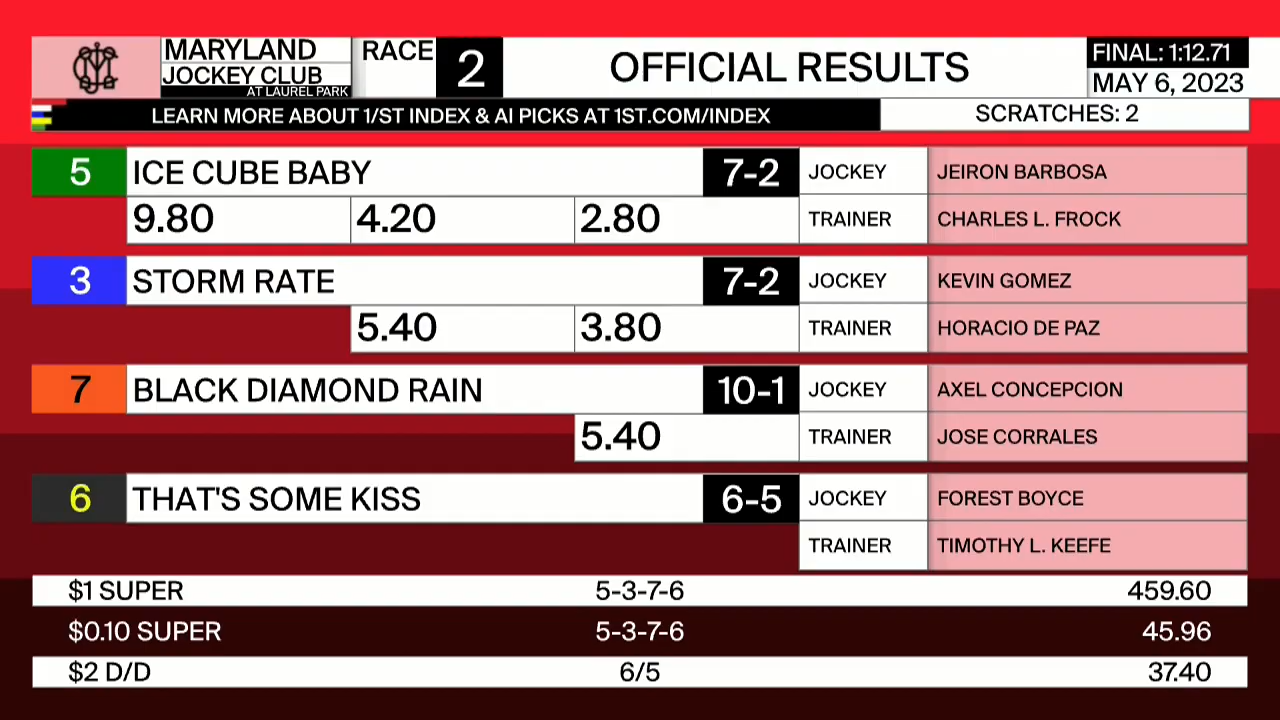 MARYLAND
JOCKEY CLUB
AT LAUREL PARK
RACE 2
OFFICIAL RESULTS
FINAL: 1:12.71
MAY 6, 2023
LEARN MORE ABOUT 1/ST INDEX & AI PICKS AT 1ST.COM/INDEX
SCRATCHES: 2
5 ICE CUBE BABY 7-2 JOCKEY JEIRON BARBOSA
9.80 4.20 2.80 TRAINER CHARLES L. FROCK
3 STORM RATE 7-2 JOCKEY KEVIN GOMEZ
5.40 3.80 TRAINER HORACIO DE PAZ
7 BLACK DIAMOND RAIN 10-1 JOCKEY AXEL CONCEPCION
5.40 TRAINER JOSE CORRALES
6 THAT'S SOME KISS 6-5 JOCKEY FOREST BOYCE
TRAINER TIMOTHY L. KEEFE
$1 SUPER 5-3-7-6 459.60
$0.10 SUPER 5-3-7-6 45.96
$2 D/D 6/5 37.40